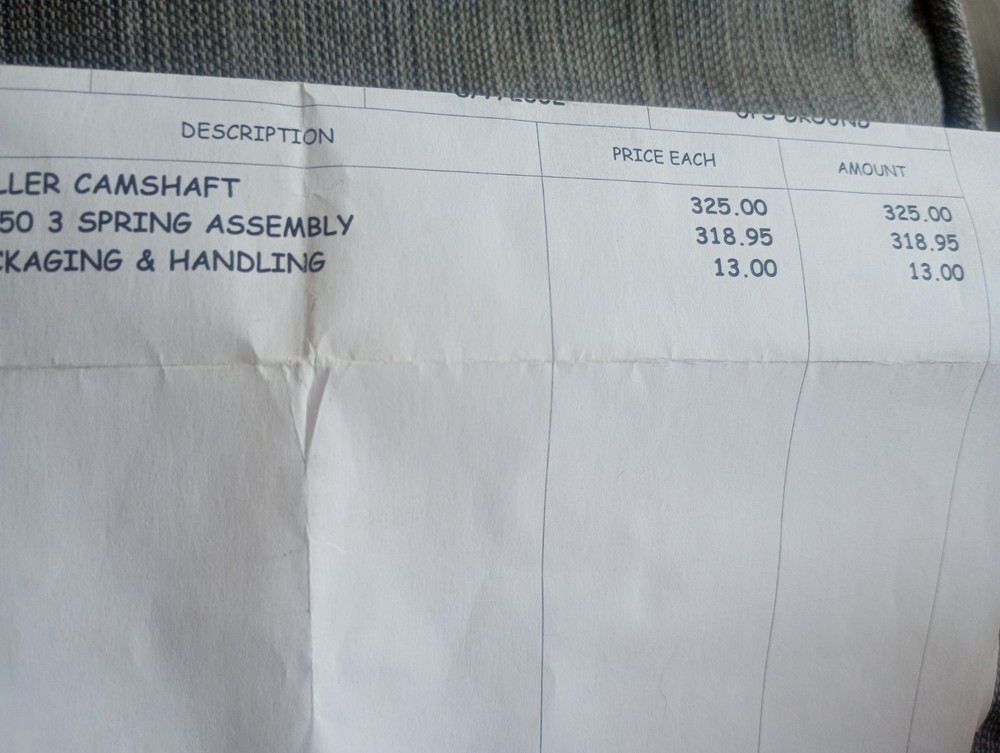 DESCRIPTION PRICE EACH AMOUNT
LLER CAMSHAFT 325.00 325.00
50 3 SPRING ASSEMBLY 318.95 318.95
CKAGING & HANDLING 13.00 13.00